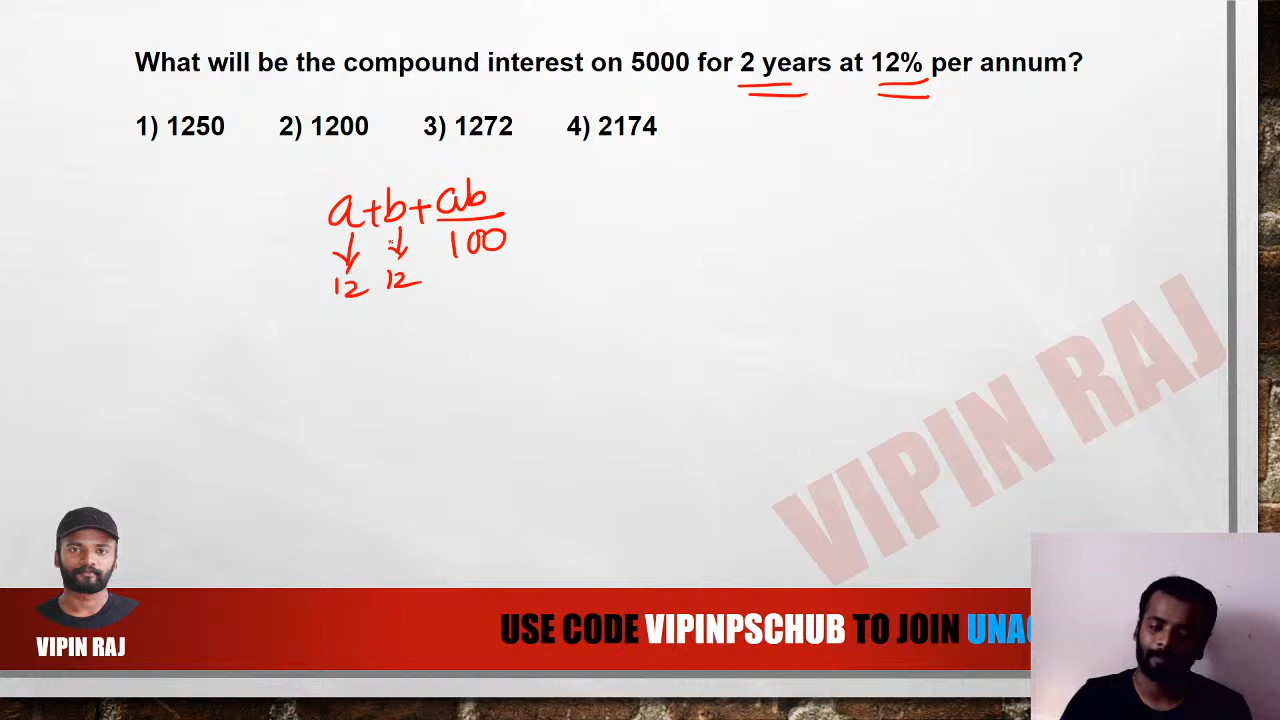 What will be the compound interest on 5000 for 2 years at 12% per annum?
1) 1250 2) 1200 3) 1272 4) 2174
a+b+ab/100
12 12
VIPIN RAJ
USE CODE VIPINPSCHUB TO JOIN
VIPIN RAJ